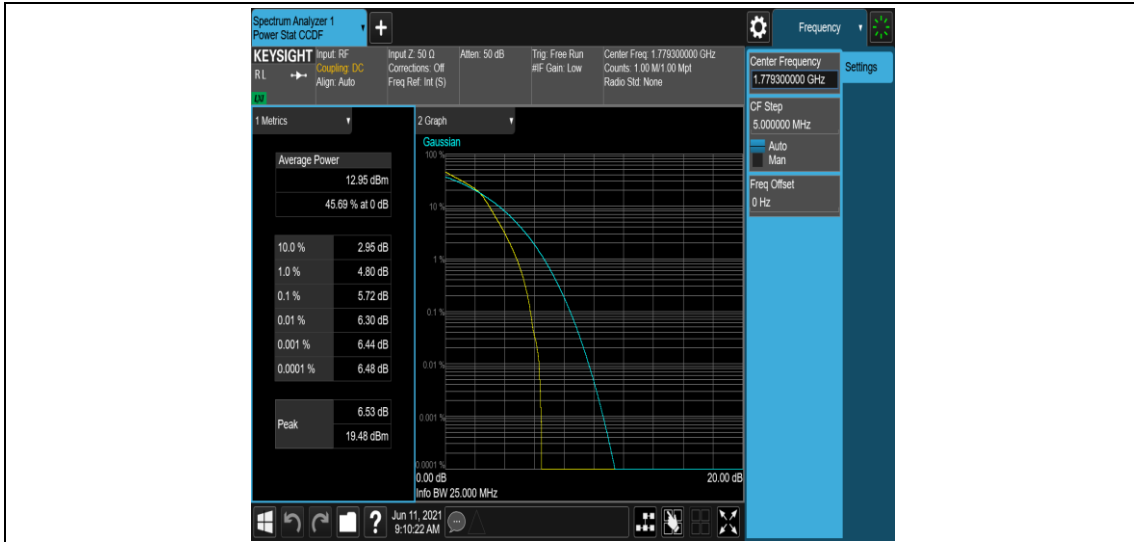 Spectrum Analyzer 1
Power Stat CCDF
+
Frequency
KEYSIGHT
Input: RF
Coupling: DC
Align: Auto
Input Z: 50 Ω
Corrections: Off
Freq Ref: Int (S)
Atten: 50 dB
Trig: Free Run
#IF Gain: Low
Center Freq: 1.779300000 GHz
Counts: 1.00 M/1.00 Mpt
Radio Std: None
RL
Center Frequency
1.779300000 GHz
Settings
CF Step
5.000000 MHz
Auto
Man
Freq Offset
0 Hz
1 Metrics
Average Power
12.95 dBm
45.69 % at 0 dB
10.0 % 2.95 dB
1.0 % 4.80 dB
0.1 % 5.72 dB
0.01 % 6.30 dB
0.001 % 6.44 dB
0.0001 % 6.48 dB
Peak
6.53 dB
19.48 dBm
2 Graph
Gaussian
100 %
10 %
1 %
0.1 %
0.01 %
0.001 %
0.0001 %
0.00 dB
20.00 dB
Info BW 25.000 MHz
?
Jun 11, 2021
9:10:22 AM